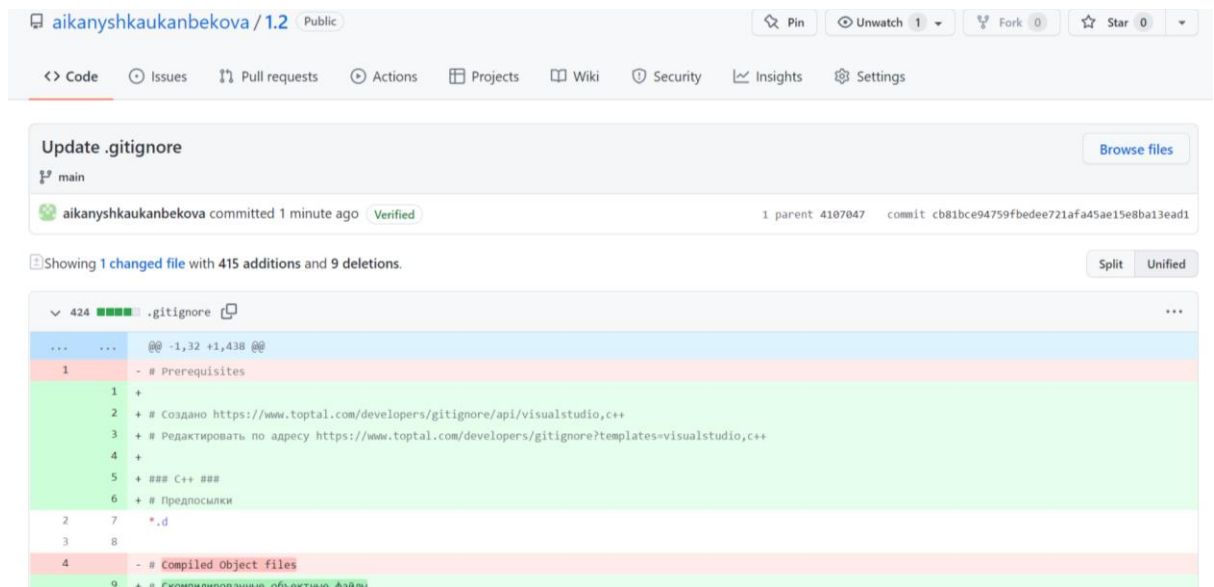 aikanyshkaukanbekova / 1.2 Public Pin Unwatch 1 Fork 0 Star 0
Code Issues Pull requests Actions Projects Wiki Security Insights Settings
Update .gitignore Browse files
main
aikanyshkaukanbekova committed 1 minute ago Verified 1 parent 4107047 commit cb81bce94759fbedee721afa45ae15e8ba13ead1
Showing 1 changed file with 415 additions and 9 deletions. Split Unified
424 .gitignore ...
... ... @@ -1,32 +1,438 @@
1 - # Prerequisites
1 +
2 + # Создано https://www.toptal.com/developers/gitignore/api/visualstudio,c++
3 + # Редактировать по адресу https://www.toptal.com/developers/gitignore?templates=visualstudio,c++
4 +
5 + ### C++ ###
6 + # Предпосылки
2 7 *.d
3 8
4 - # Compiled Object files
9 + # Скомпилированные объектные файлы